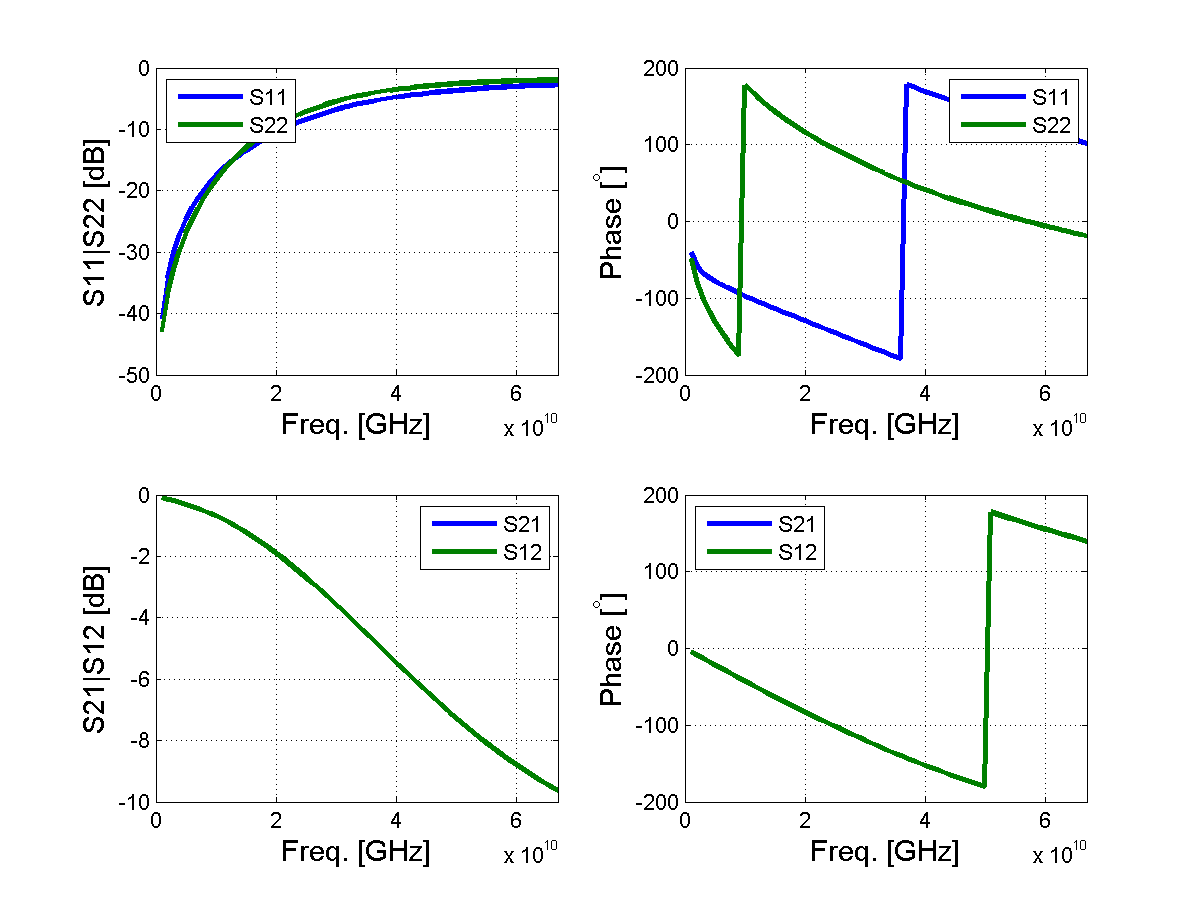 S11|S22 [dB]
0
-10
-20
-30
-40
-50
S11
S22
0 2 4 6
Freq. [GHz]
x 10^10
Phase [°]
200
100
0
-100
-200
S11
S22
0 2 4 6
Freq. [GHz]
x 10^10
S21|S12 [dB]
0
-2
-4
-6
-8
-10
S21
S12
0 2 4 6
Freq. [GHz]
x 10^10
Phase [°]
200
100
0
-100
-200
S21
S12
0 2 4 6
Freq. [GHz]
x 10^10